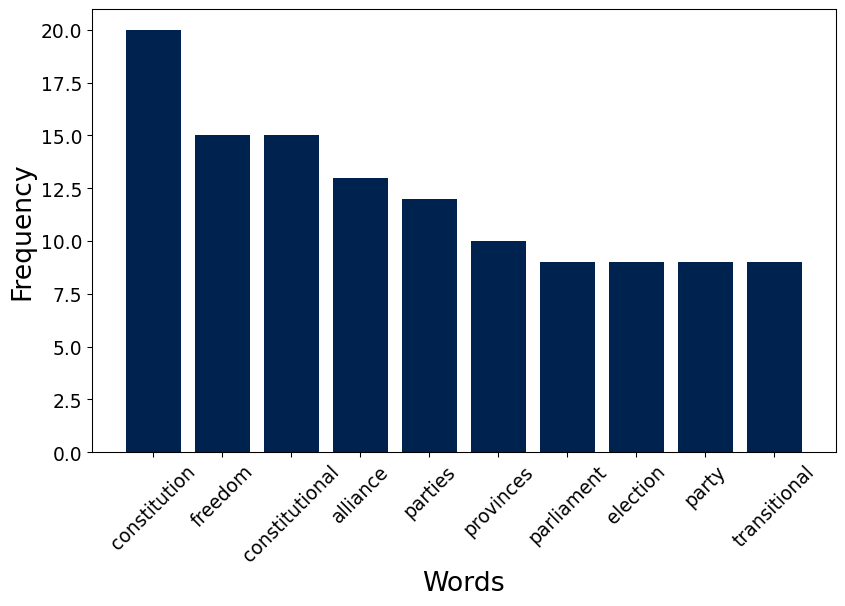 20.0
17.5
15.0
12.5
10.0
7.5
5.0
2.5
0.0
Frequency
constitution
freedom
constitutional
alliance
parties
provinces
parliament
election
party
transitional
Words